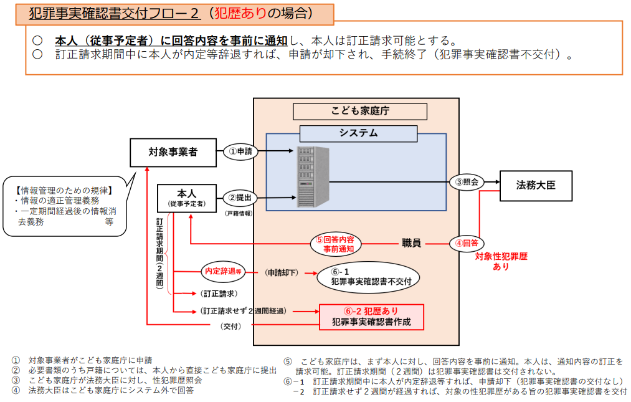 犯罪事実確認書交付フロー２（犯歴ありの場合）
○ 本人（従事予定者）に回答内容を事前に通知し、本人は訂正請求可能とする。
○ 訂正請求期間中に本人が内定等辞退すれば、申請が却下され、手続終了（犯罪事実確認書不交付）。
こども家庭庁
システム
対象事業者
①申請
③照会
法務大臣
【情報管理のための規律】
・情報の適正管理義務
・一定期間経過後の情報消
去義務 等
本人
（従事予定者）
②提出
（戸籍情報）
訂正請求期間（２週間）
⑤回答内容
事前通知
職員
④回答
対象性犯罪歴
あり
内定辞退等
（申請却下）
⑥-1
犯罪事実確認書不交付
（訂正請求）
（訂正請求せず２週間経過）
⑥-2 犯歴あり
犯罪事実確認書作成
（交付）
① 対象事業者がこども家庭庁に申請
② 必要書類のうち戸籍については、本人から直接こども家庭庁に提出
③ こども家庭庁が法務大臣に対し、性犯罪歴照会
④ 法務大臣はこども家庭庁にシステム外で回答
⑤ こども家庭庁は、まず本人に対し、回答内容を事前に通知。本人は、通知内容の訂正を
請求可能。訂正請求期間（２週間）は犯罪事実確認書は交付されない。
⑥－1 訂正請求期間中に本人が内定辞退等すれば、申請却下（犯罪事実確認書の交付なし）
－2 訂正請求せず２週間が経過すれば、対象の性犯罪歴がある旨の犯罪事実確認書を交付